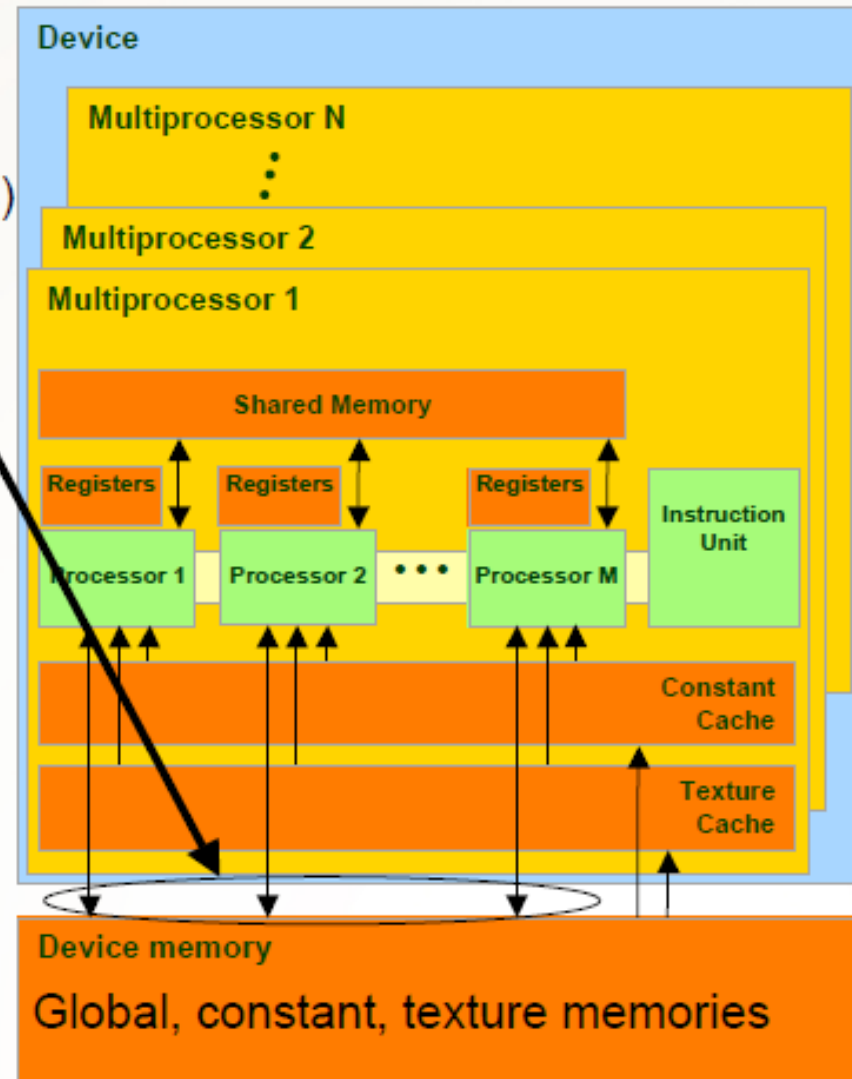 Device
Multiprocessor N
)
Multiprocessor 2
Multiprocessor 1
Shared Memory
Registers
Registers
Registers
Instruction
Unit
Processor 1
Processor 2
Processor M
Constant
Cache
Texture
Cache
Device memory
Global, constant, texture memories